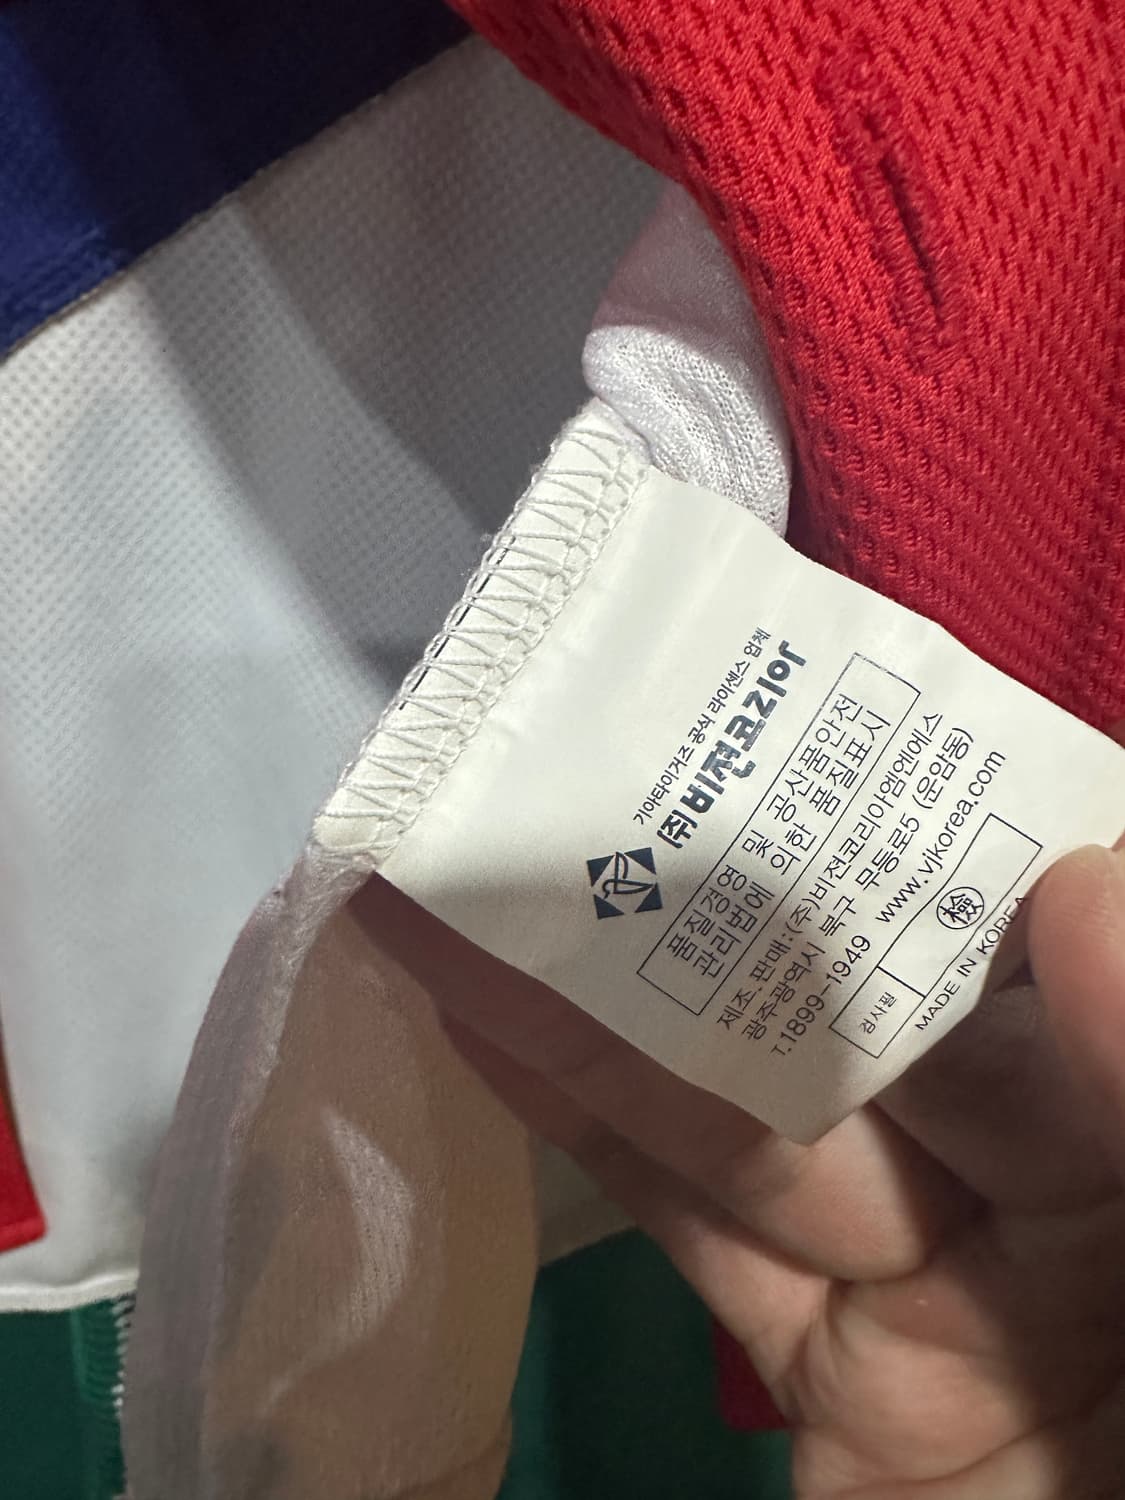 기아타이거즈 공식 라이센스 업체
(주)비젼코리아
품질경영 및 공산품안전
관리법에 의한 품질표시
제조.판매:(주)비젼코리아엠엔에스
광주광역시 북구 무등로5 (운암동)
T.1899-1949 www.vjkorea.com
검사필 檢
MADE IN KOREA